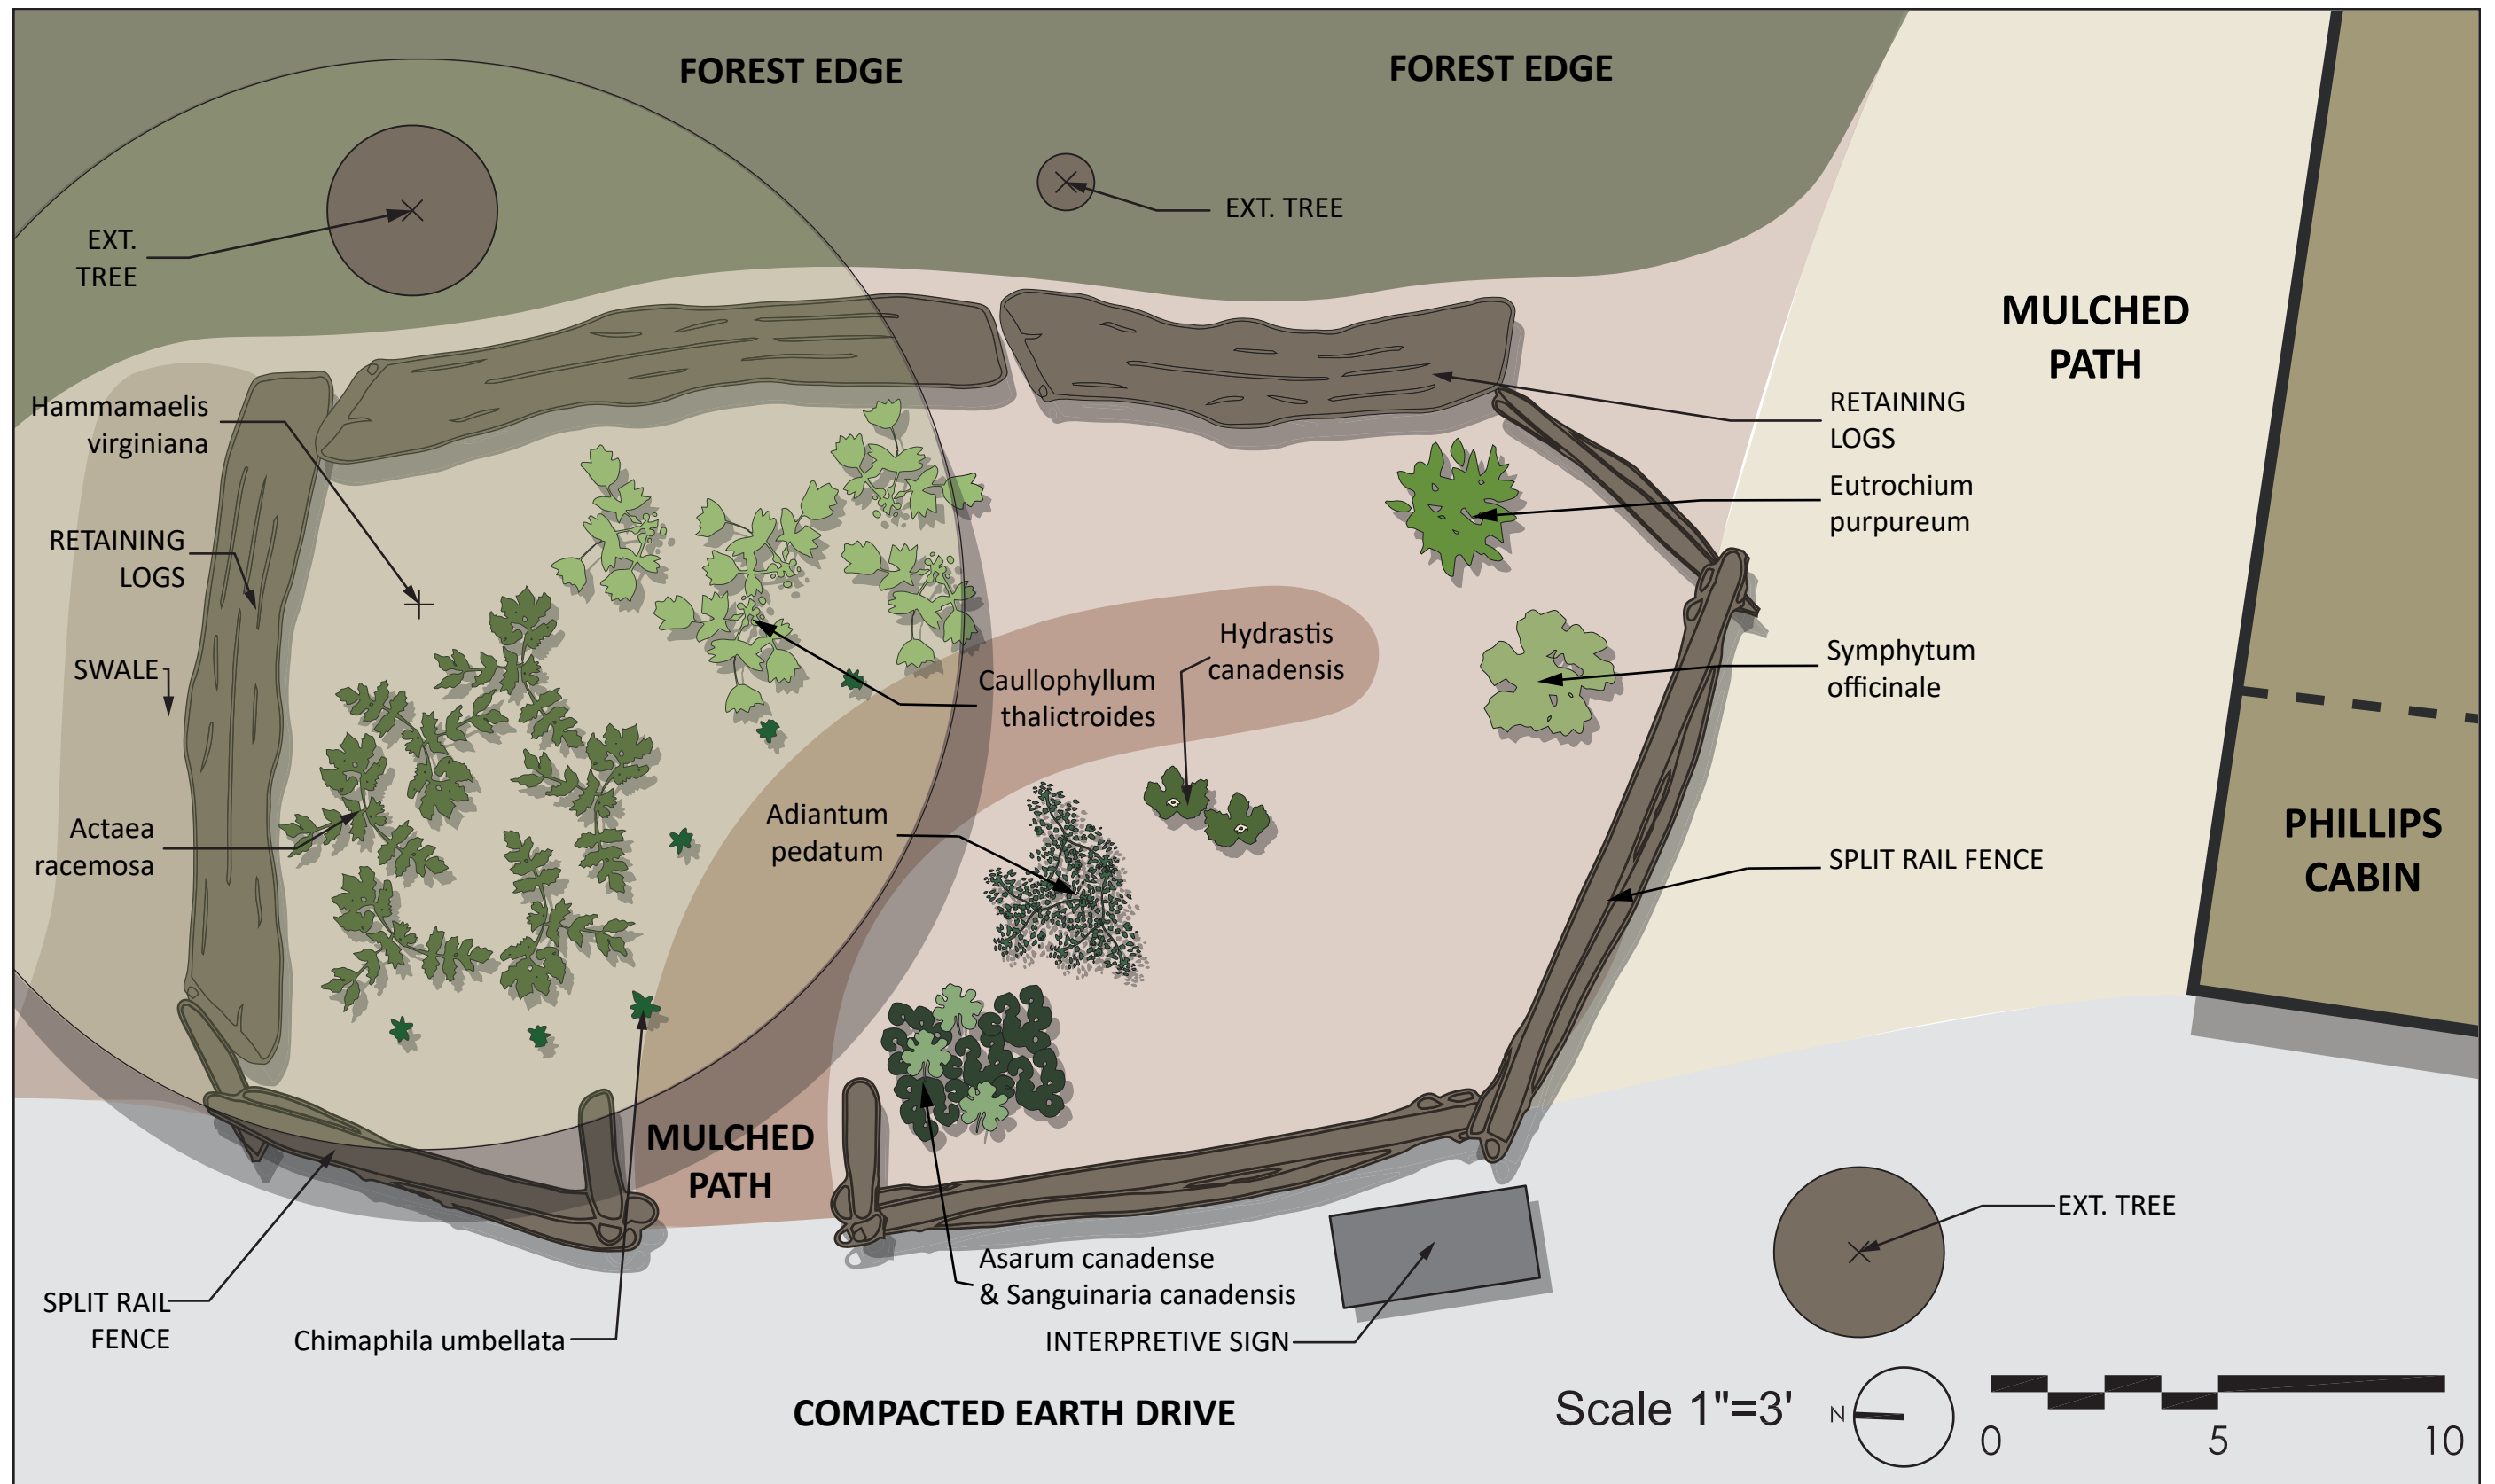 FOREST EDGE
FOREST EDGE
EXT.
TREE
EXT. TREE
MULCHED
PATH
Hammamaelis
virginiana
RETAINING
LOGS
Eutrochium
purpureum
RETAINING
LOGS
SWALE
Hydrastis
canadensis
Symphytum
officinale
Caullophyllum
thalictroides
Actaea
racemosa
Adiantum
pedatum
SPLIT RAIL FENCE
PHILLIPS
CABIN
MULCHED
PATH
EXT. TREE
Asarum canadense
& Sanguinaria canadensis
SPLIT RAIL
FENCE
Chimaphila umbellata
INTERPRETIVE SIGN
COMPACTED EARTH DRIVE
Scale 1"=3'
N
0 5 10